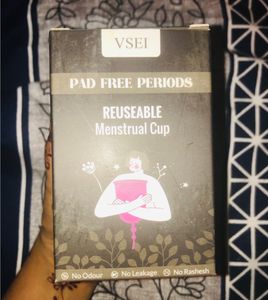 VSEI
PAD FREE PERIODS
REUSEABLE
Menstrual Cup
No Odour No Leakage No Rashesh